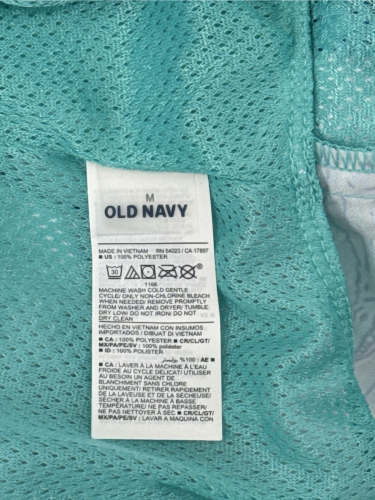 M
OLD NAVY
MADE IN VIETNAM RN 54023 / CA 17897
■ US : 100% POLYESTER
30
1166
MACHINE WASH COLD GENTLE
CYCLE/ ONLY NON-CHLORINE BLEACH
WHEN NEEDED/ REMOVE PROMPTLY
FROM WASHER AND DRYER/ TUMBLE
DRY LOW/ DO NOT IRON/ DO NOT
DRY CLEAN
HECHO EN VIETNAM CON INSUMOS
IMPORTADOS / DIBUAT DI VIETNAM
■ CA : 100% POLYESTER ■ CR/CL/GT/
MX/PA/PE/SV : 100% poliéster
■ ID : 100% POLISTER
■ AE : بوليستر 100%
■ CA : LAVER À LA MACHINE À L'EAU
FROIDE AU CYCLE DÉLICAT/ UTILISER
AU BESOIN UN AGENT DE
BLANCHIMENT SANS CHLORE
UNIQUEMENT/ RETIRER RAPIDEMENT
DE LA LAVEUSE ET DE LA SÉCHEUSE/
SÉCHER À LA MACHINE À BASSE
TEMPÉRATURE/ NE PAS REPASSER/
NE PAS NETTOYER À SEC ■ CR/CL/GT/
MX/PA/PE/SV : LAVAR A MAQUINA CON